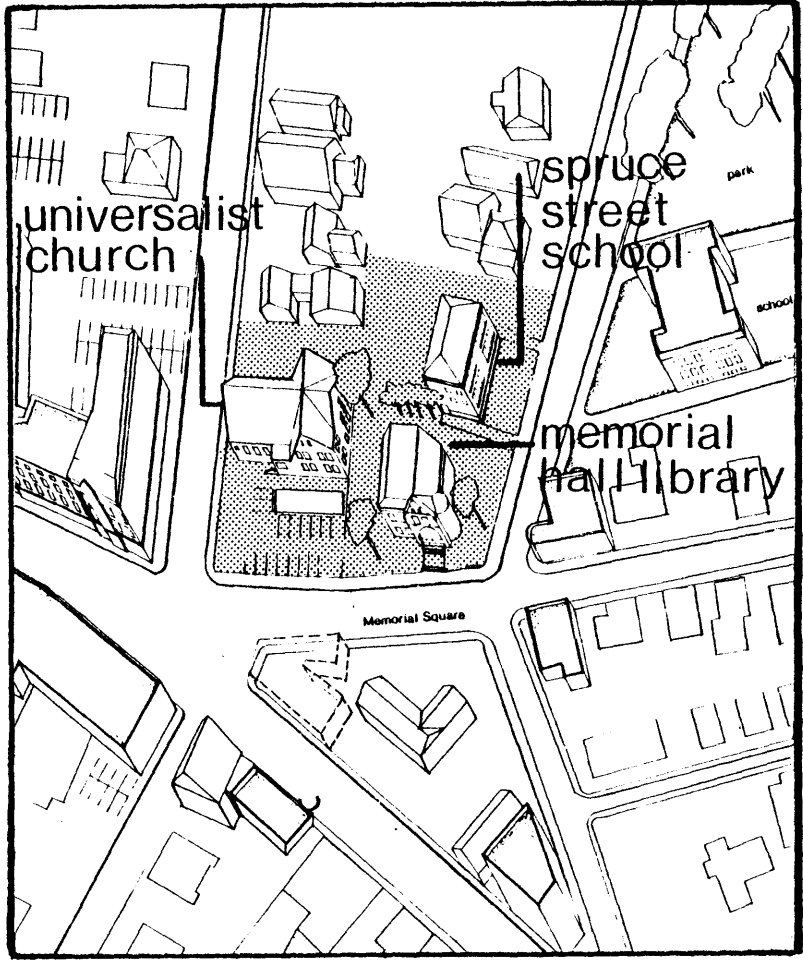 universalist
church
spruce
street
school
park
school
memorial
hall library
Memorial Square